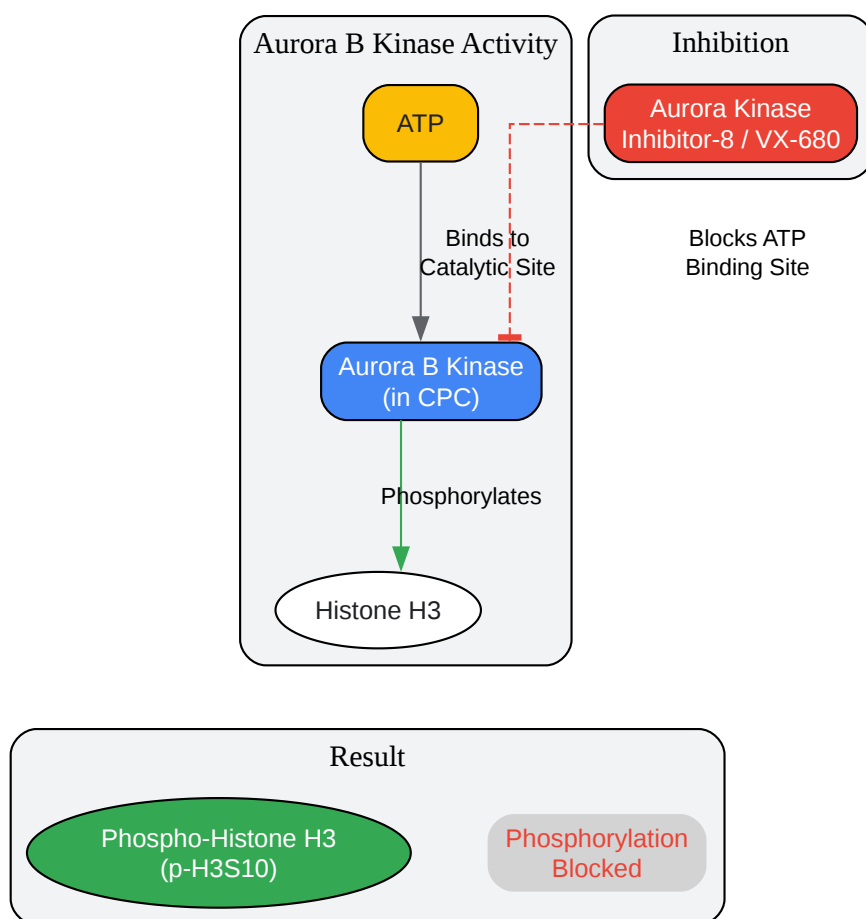 Aurora B Kinase Activity
Inhibition
ATP
Aurora Kinase
Inhibitor-8 / VX-680
Binds to
Catalytic Site
Blocks ATP
Binding Site
Aurora B Kinase
(in CPC)
Phosphorylates
Histone H3
Result
Phospho-Histone H3
(p-H3S10)
Phosphorylation
Blocked